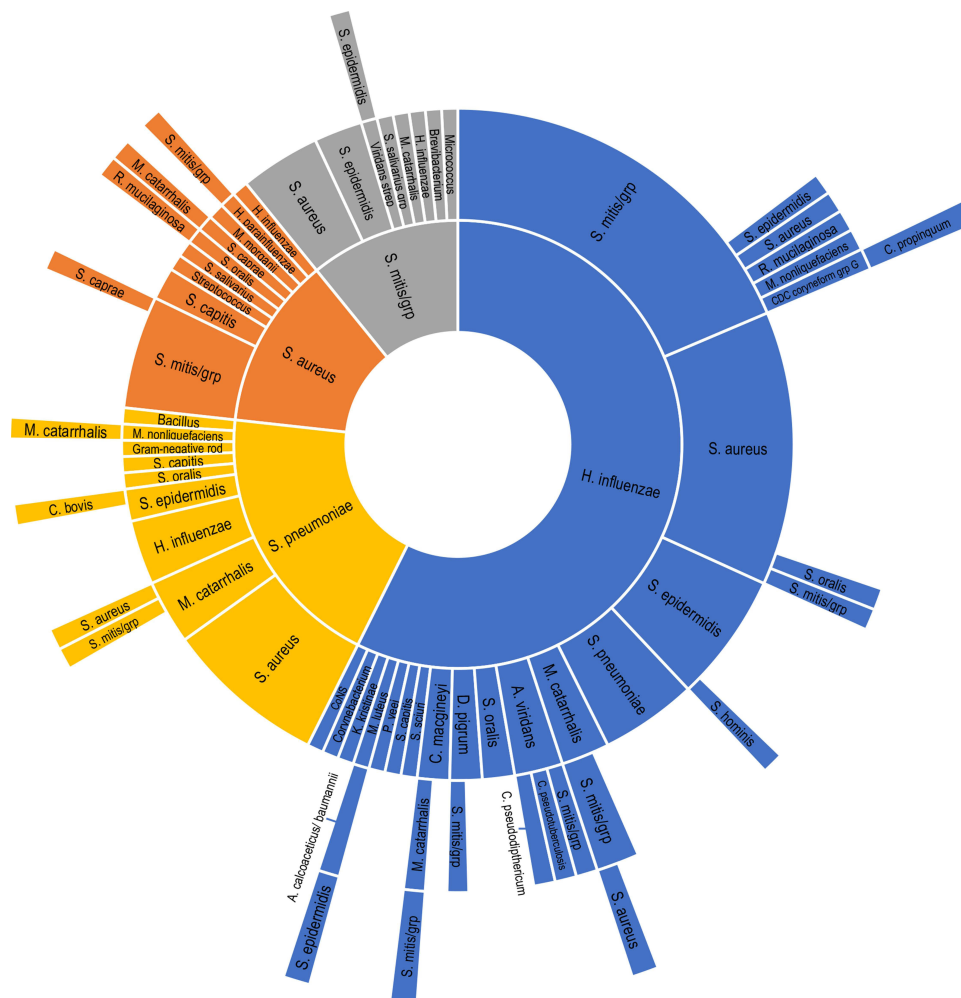 H. influenzae
S. mitis/grp
S. epidermidis
S. aureus
R. mucilaginosa
M. nonliquefaciens
CDC coryneform grp G
C. propinquum
S. aureus
S. oralis
S. mitis/grp
S. epidermidis
S. hominis
S. pneumoniae
M. catarrhalis
S. mitis/grp
S. aureus
A. viridans
S. mitis/grp
C. pseudotuberculosis
C. pseudodipthericum
S. oralis
D. pigrum
S. mitis/grp
C. macgineyi
M. catarrhalis
S. mitis/grp
S. sciuri
S. capitis
P. veei
M. luteus
K. kristinae
A. calcoaceticus/ baumannii
S. epidermidis
Corynebacterium
CoNS
S. pneumoniae
S. aureus
M. catarrhalis
S. mitis/grp
S. aureus
H. influenzae
S. epidermidis
C. bovis
S. oralis
S. capitis
Gram-negative rod
M. nonliquefaciens
M. catarrhalis
Bacillus
S. aureus
S. mitis/grp
S. caprae
S. capitis
Streptococcus
S. salivarius
S. oralis
R. mucilaginosa
M. catarrhalis
S. caprae
M. morganii
H. parainfluenzae
S. mitis/grp
H. influenzae
S. mitis/grp
S. aureus
S. epidermidis
Viridans strep
S. epidermidis
S. salivarius grp
M. catarrhalis
H. influenzae
Brevibacterium
Micrococcus